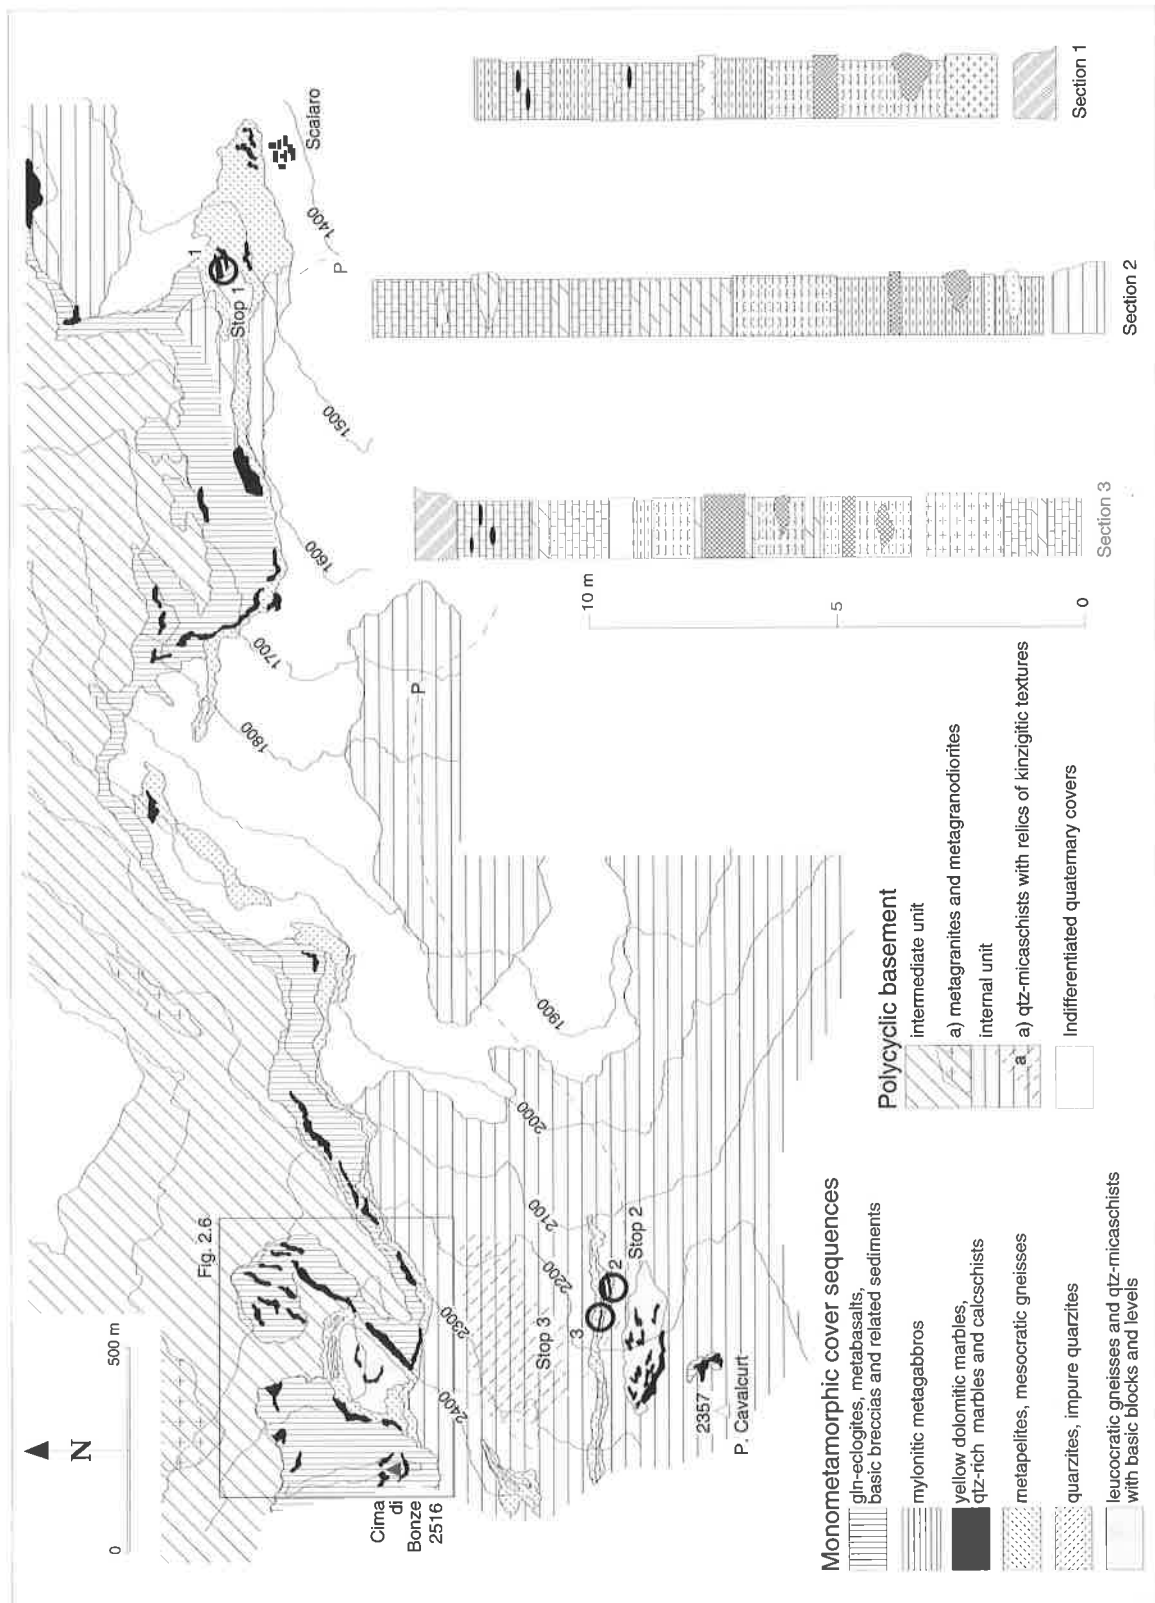 0
500 m
N
Fig. 2.6
Cima
di
Bonze
2516
2400
2300
2200
2100
2000
1900
1800
1700
1600
1500
1400
Stop 3
3
2
Stop 2
2357
P. Cavalcurt
P
P
1
Stop 1
Scalaro
10 m
5
0
Section 3
Section 2
Section 1
Monometamorphic cover sequences
gln-eclogites, metabasalts,
basic breccias and related sediments
mylonitic metagabbros
yellow dolomitic marbles,
qtz-rich marbles and calcschists
metapelites, mesocratic gneisses
quarzites, impure quarzites
leucocratic gneisses and qtz-micaschists
with basic blocks and levels
Polycyclic basement
intermediate unit
a) metagranites and metagranodiorites
internal unit
a
a) qtz-micaschists with relics of kinzigitic textures
Indifferentiated quaternary covers